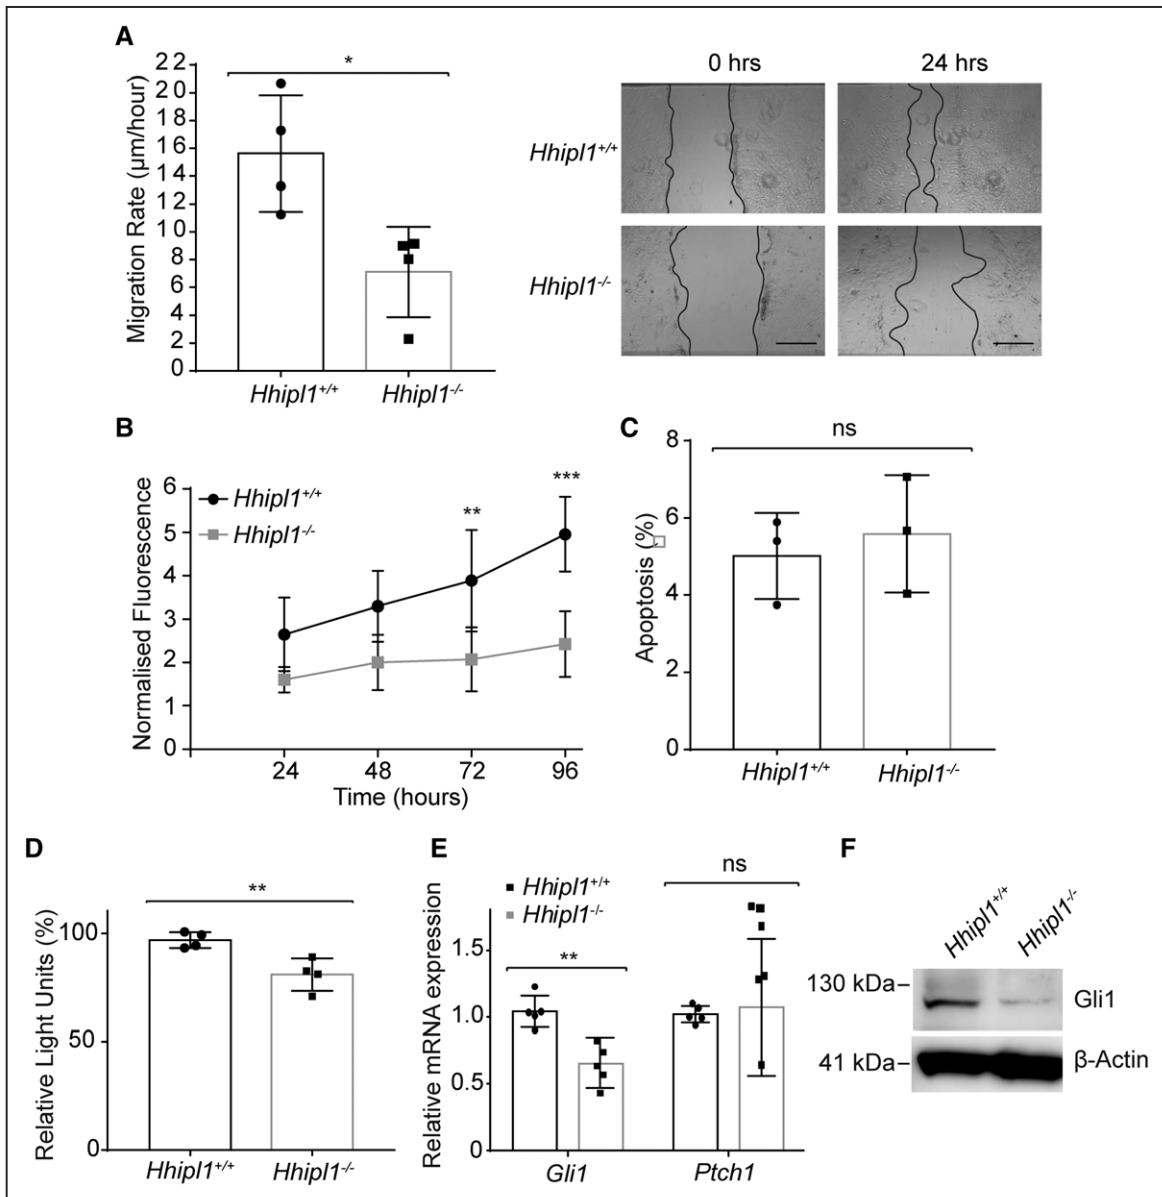 A
22
20
18
16
14
12
10
8
6
4
2
0
Migration Rate (µm/hour)
*
Hhipl1+/+
Hhipl1-/-
0 hrs
24 hrs
Hhipl1+/+
Hhipl1-/-
B
6
5
4
3
2
1
0
Normalised Fluorescence
Hhipl1+/+
Hhipl1-/-
**
***
24
48
72
96
Time (hours)
C
8
6
4
2
0
Apoptosis (%)
ns
Hhipl1+/+
Hhipl1-/-
D
100
50
0
Relative Light Units (%)
**
Hhipl1+/+
Hhipl1-/-
E
Hhipl1+/+
Hhipl1-/-
1.5
1.0
0.5
0
Relative mRNA expression
**
ns
Gli1
Ptch1
F
Hhipl1+/+
Hhipl1-/-
130 kDa
Gli1
41 kDa
β-Actin